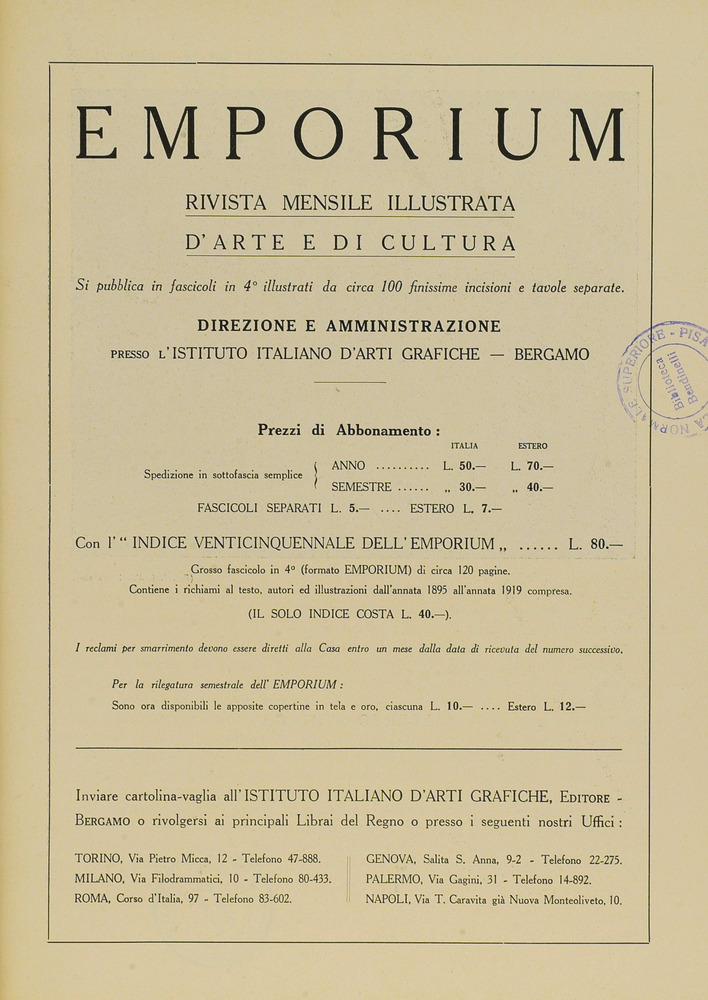 EMPORIUM
RIVISTA MENSILE ILLUSTRATA
D'ARTE E DI CULTURA
Si pubblica in fascicoli in 4° illustrati da circa 100 finissime incisioni e tavole separate.
DIREZIONE E AMMINISTRAZIONE
PRESSO L'ISTITUTO ITALIANO D'ARTI GRAFICHE — BERGAMO
Prezzi di Abbonamento :
ITALIA ESTERO
Spedizione in sottofascia semplice { ANNO .......... L. 50.— L. 70.—
SEMESTRE ...... „ 30.— „ 40.—
FASCICOLI SEPARATI L. 5.— .... ESTERO L. 7.—
Con l' “ INDICE VENTICINQUENNALE DELL' EMPORIUM „ ...... L. 80.—
Grosso fascicolo in 4° (formato EMPORIUM) di circa 120 pagine.
Contiene i richiami al testo, autori ed illustrazioni dall'annata 1895 all'annata 1919 compresa.
(IL SOLO INDICE COSTA L. 40.—).
I reclami per smarrimento devono essere diretti alla Casa entro un mese dalla data di ricevuta del numero successivo.
Per la rilegatura semestrale dell' EMPORIUM :
Sono ora disponibili le apposite copertine in tela e oro, ciascuna L. 10.— .... Estero L. 12.—
Inviare cartolina-vaglia all' ISTITUTO ITALIANO D'ARTI GRAFICHE, EDITORE -
BERGAMO o rivolgersi ai principali Librai del Regno o presso i seguenti nostri Uffici :
TORINO, Via Pietro Micca, 12 - Telefono 47-888.
MILANO, Via Filodrammatici, 10 - Telefono 80-433.
ROMA, Corso d'Italia, 97 - Telefono 83-602.
GENOVA, Salita S. Anna, 9-2 - Telefono 22-275.
PALERMO, Via Gagini, 31 - Telefono 14-892.
NAPOLI, Via T. Caravita già Nuova Monteoliveto, 10.
LA NORMALE SUPERIORE - PISA
Biblioteca
Bendinelli